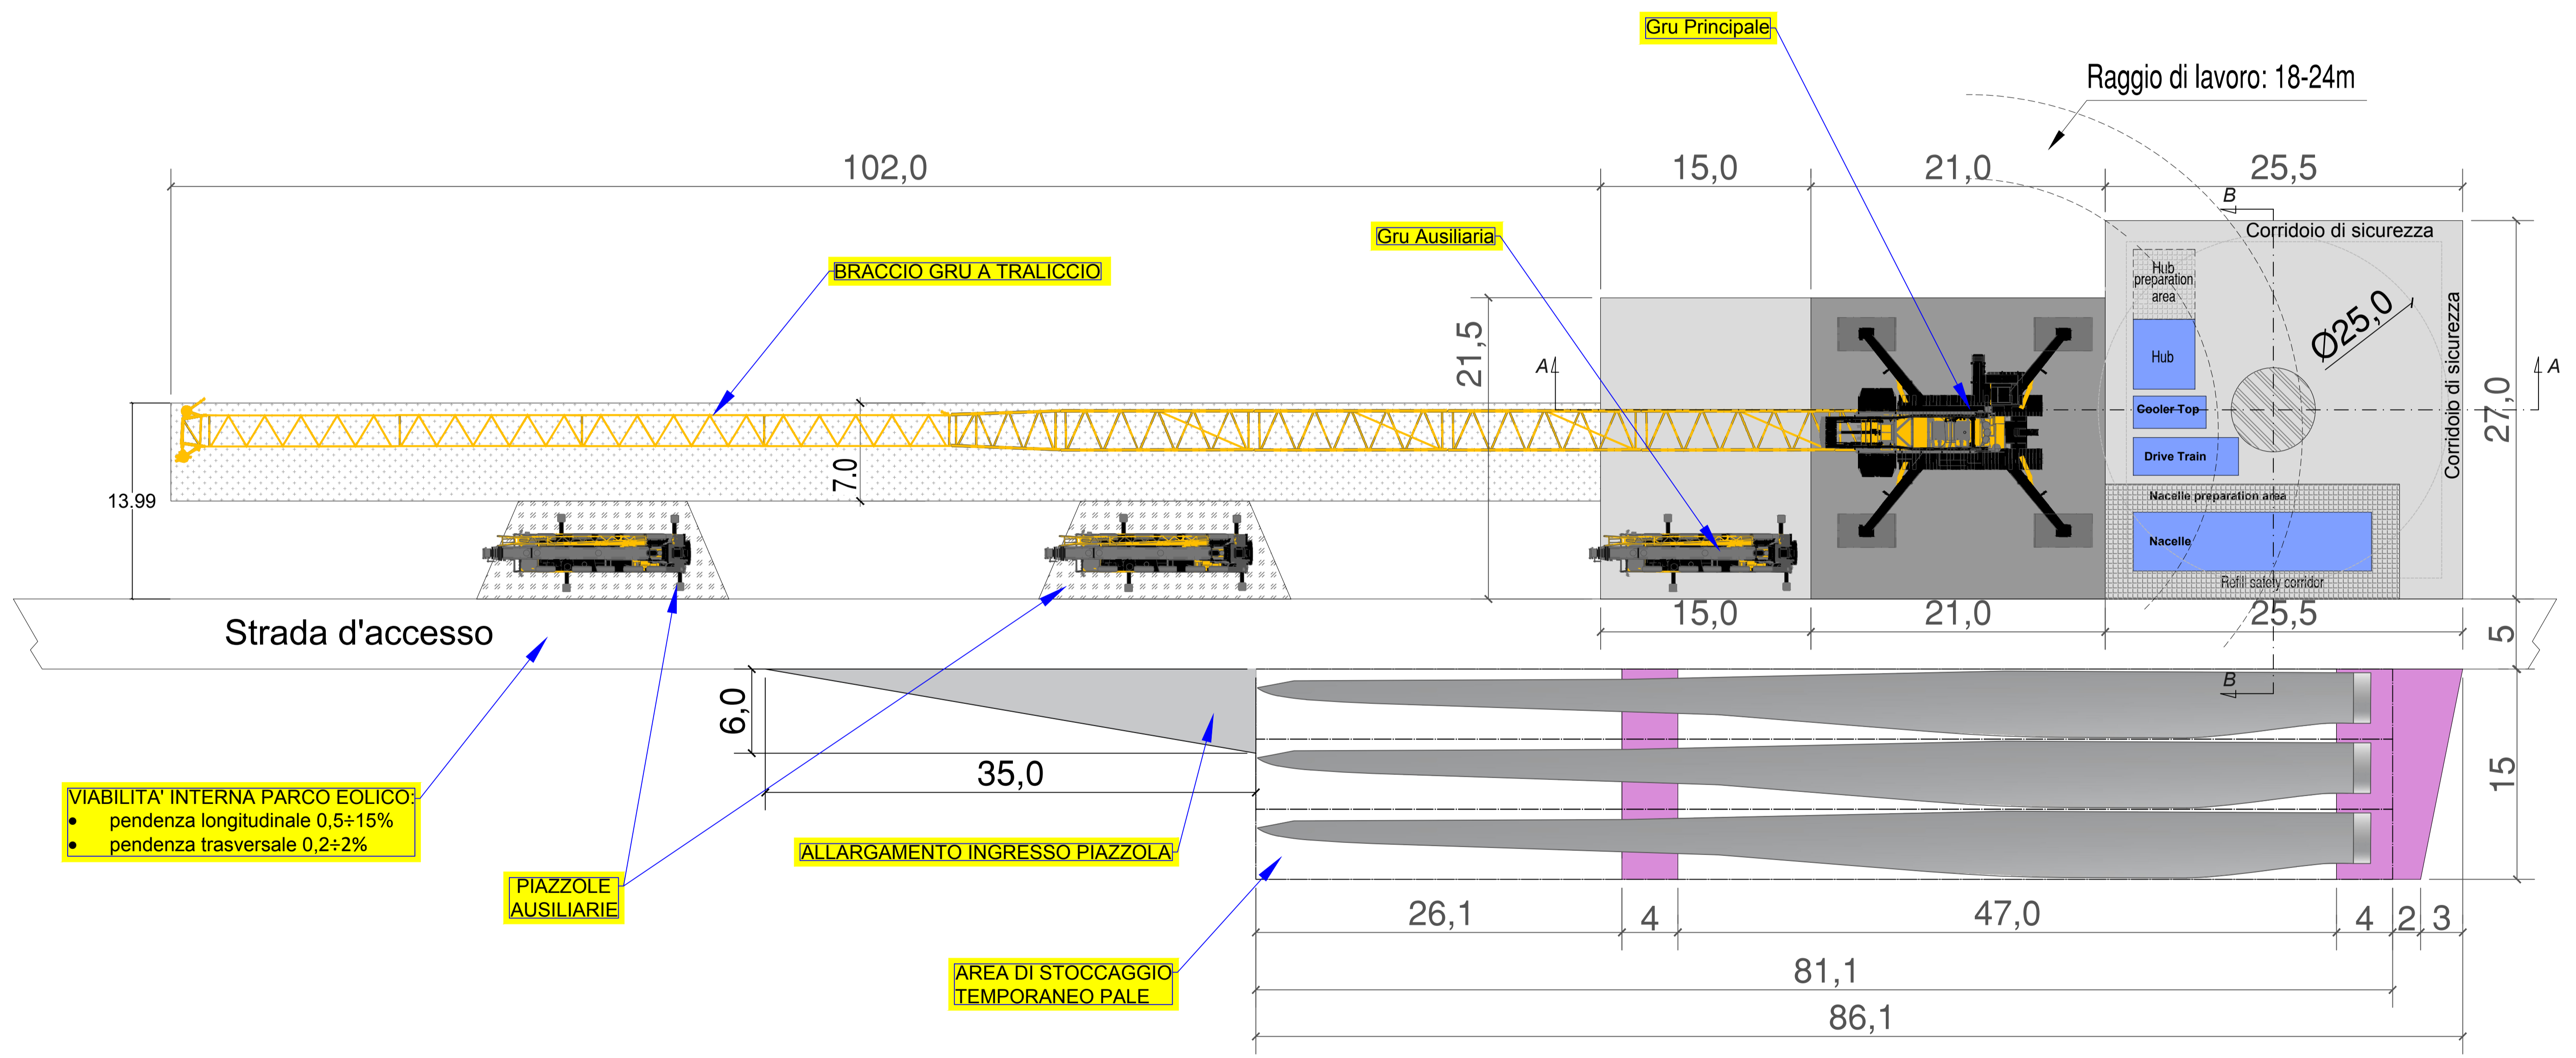 Gru Principale
Raggio di lavoro: 18-24m
102,0
15,0
21,0
25,5
B
Corridoio di sicurezza
Gru Ausiliaria
BRACCIO GRU A TRALICCIO
Hub
preparation
area
Ø25,0
21,5
A
Hub
Corridoio di sicurezza
27,0
A
Cooler Top
7.0
Drive Train
13.99
Nacelle preparation area
Nacelle
Refill safety corridor
15,0
21,0
25,5
Strada d'accesso
5
B
6,0
35,0
15
VIABILITA' INTERNA PARCO EOLICO:
• pendenza longitudinale 0,5÷15%
• pendenza trasversale 0,2÷2%
ALLARGAMENTO INGRESSO PIAZZOLA
PIAZZOLE
AUSILIARIE
26,1
4
47,0
4
2
3
AREA DI STOCCAGGIO
TEMPORANEO PALE
81,1
86,1